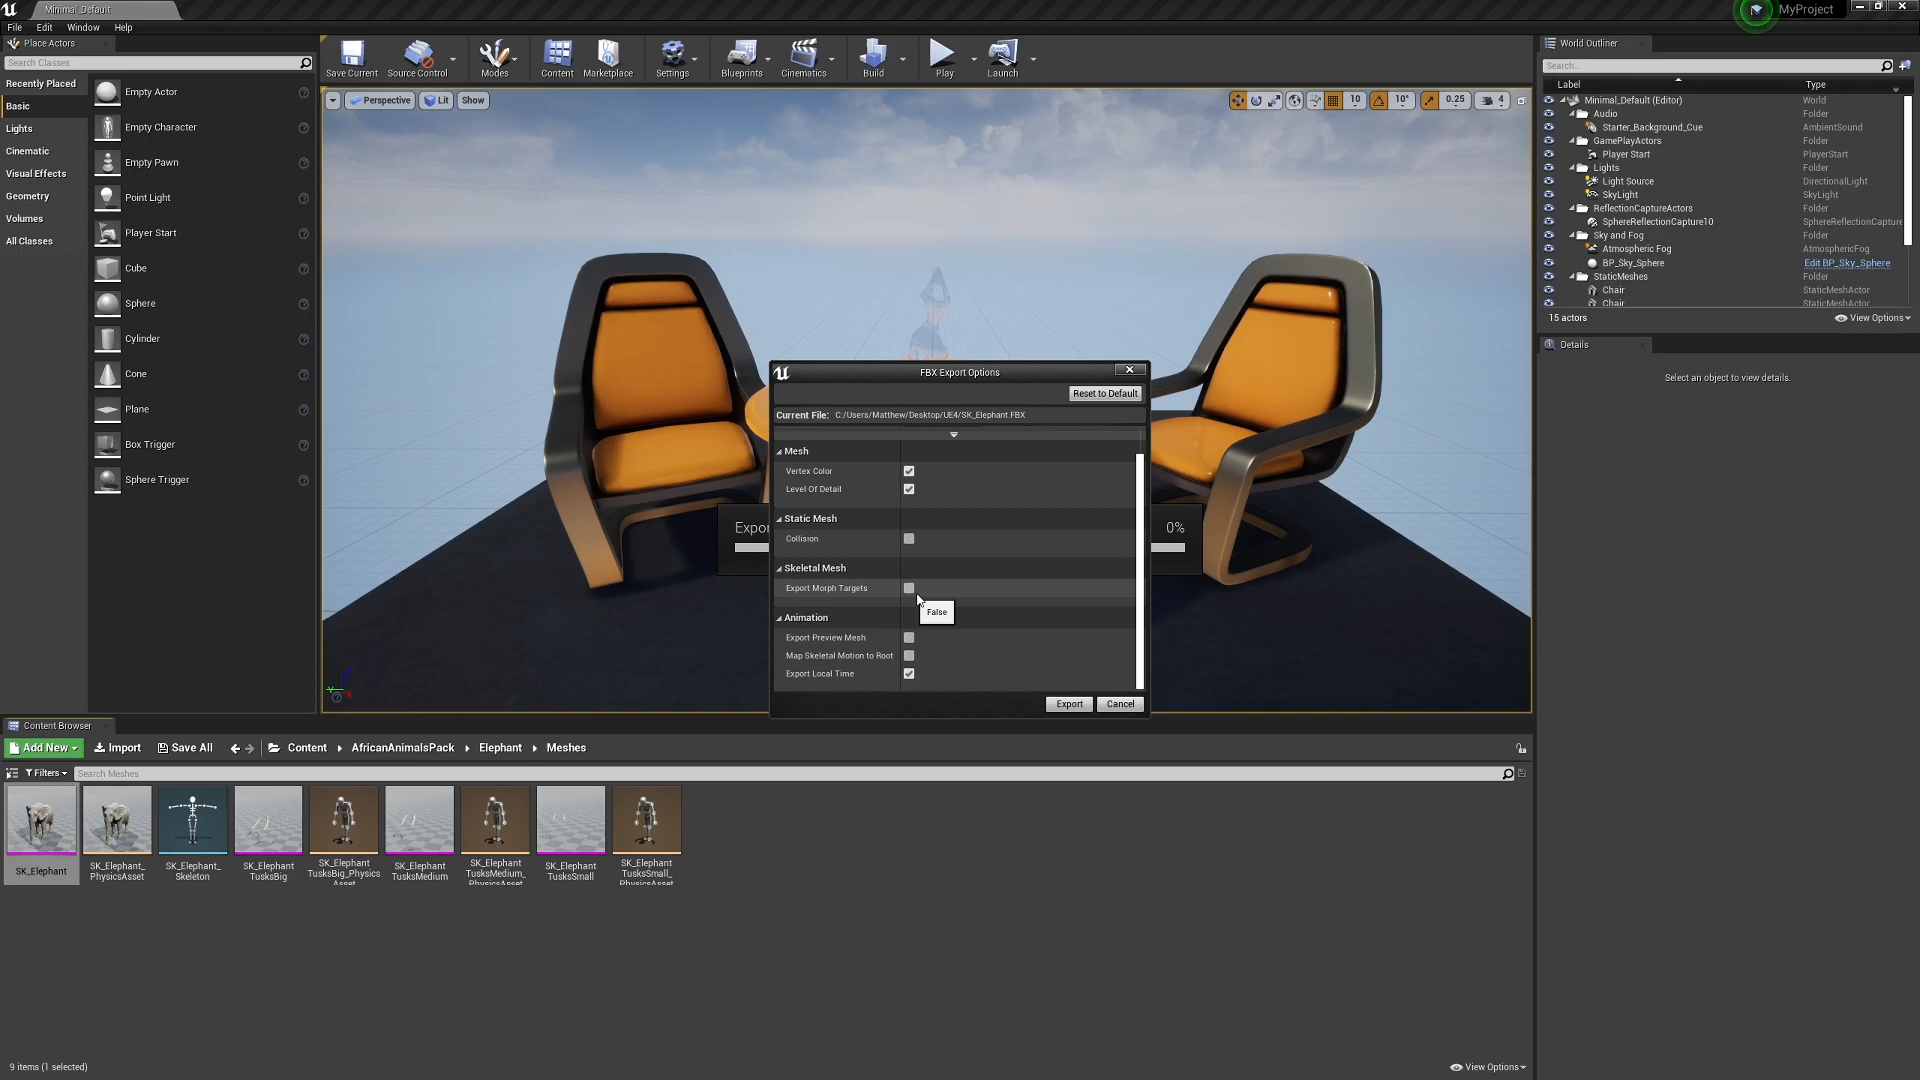 Minimal_Default
MyProject
File Edit Window Help
Place Actors
Search Classes
Recently Placed
Basic
Lights
Cinematic
Visual Effects
Geometry
Volumes
All Classes
Empty Actor
Empty Character
Empty Pawn
Point Light
Player Start
Cube
Sphere
Cylinder
Cone
Plane
Box Trigger
Sphere Trigger
Save Current Source Control Modes Content Marketplace Settings Blueprints Cinematics Build Play Launch
Perspective Lit Show
10 10° 0.25 4
World Outliner
Search...
Label Type
Minimal_Default (Editor) World
Audio Folder
Starter_Background_Cue AmbientSound
GamePlayActors Folder
Player Start PlayerStart
Lights Folder
Light Source DirectionalLight
SkyLight SkyLight
ReflectionCaptureActors Folder
SphereReflectionCapture10 SphereReflectionCapture
Sky and Fog Folder
Atmospheric Fog AtmosphericFog
BP_Sky_Sphere Edit BP_Sky_Sphere
StaticMeshes Folder
Chair StaticMeshActor
Chair StaticMeshActor
15 actors View Options
Details
Select an object to view details.
FBX Export Options
Reset to Default
Current File: C:/Users/Matthew/Desktop/UE4/SK_Elephant.FBX
Mesh
Vertex Color
Level Of Detail
Static Mesh
Collision
Skeletal Mesh
Export Morph Targets
False
Animation
Export Preview Mesh
Map Skeletal Motion to Root
Export Local Time
Export Cancel
Expor 0%
Content Browser
Add New Import Save All Content AfricanAnimalsPack Elephant Meshes
Filters Search Meshes
SK_Elephant
SK_Elephant_
PhysicsAsset
SK_Elephant_
Skeleton
SK_Elephant
TusksBig
SK_Elephant
TusksBig_Physics
Asset
SK_Elephant
TusksMedium
SK_Elephant
TusksMedium_
PhysicsAsset
SK_Elephant
TusksSmall
SK_Elephant
TusksSmall_
PhysicsAsset
9 items (1 selected) View Options